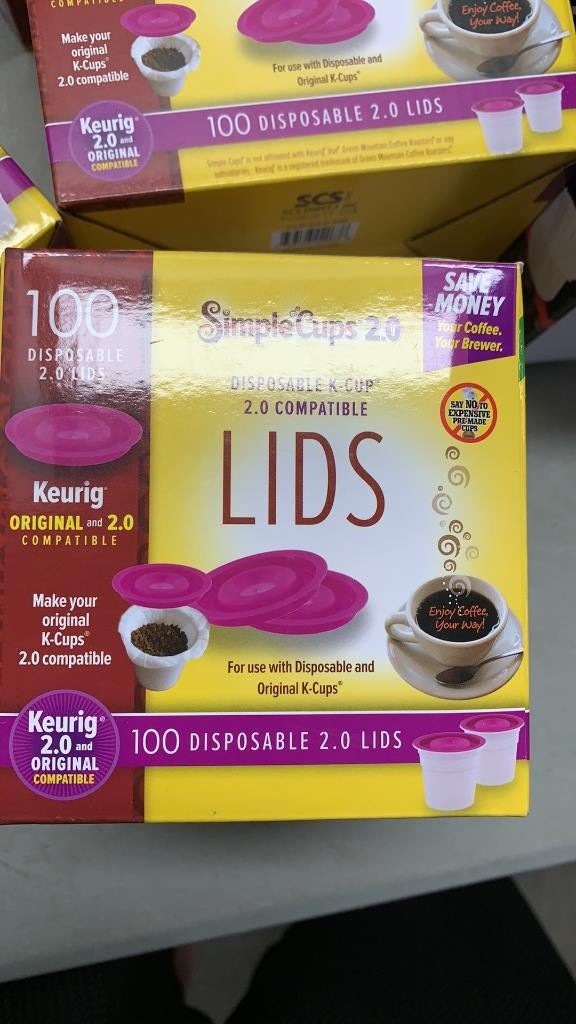 COMPATIBLE
Make your
original
K-Cups®
2.0 compatible
For use with Disposable and
Original K-Cups®
Enjoy Coffee,
Your Way!
Keurig®
2.0 and
ORIGINAL
COMPATIBLE
100 DISPOSABLE 2.0 LIDS
SCS
100
DISPOSABLE
2.0 LIDS
Keurig®
ORIGINAL and 2.0
COMPATIBLE
Make your
original
K-Cups®
2.0 compatible
SimpleCups 2.0
DISPOSABLE K-CUP®
2.0 COMPATIBLE
LIDS
SAVE
MONEY
Your Coffee.
Your Brewer.
SAY NO TO
EXPENSIVE
PRE-MADE
CUPS
Enjoy Coffee,
Your Way!
For use with Disposable and
Original K-Cups®
Keurig®
2.0 and
ORIGINAL
COMPATIBLE
100 DISPOSABLE 2.0 LIDS